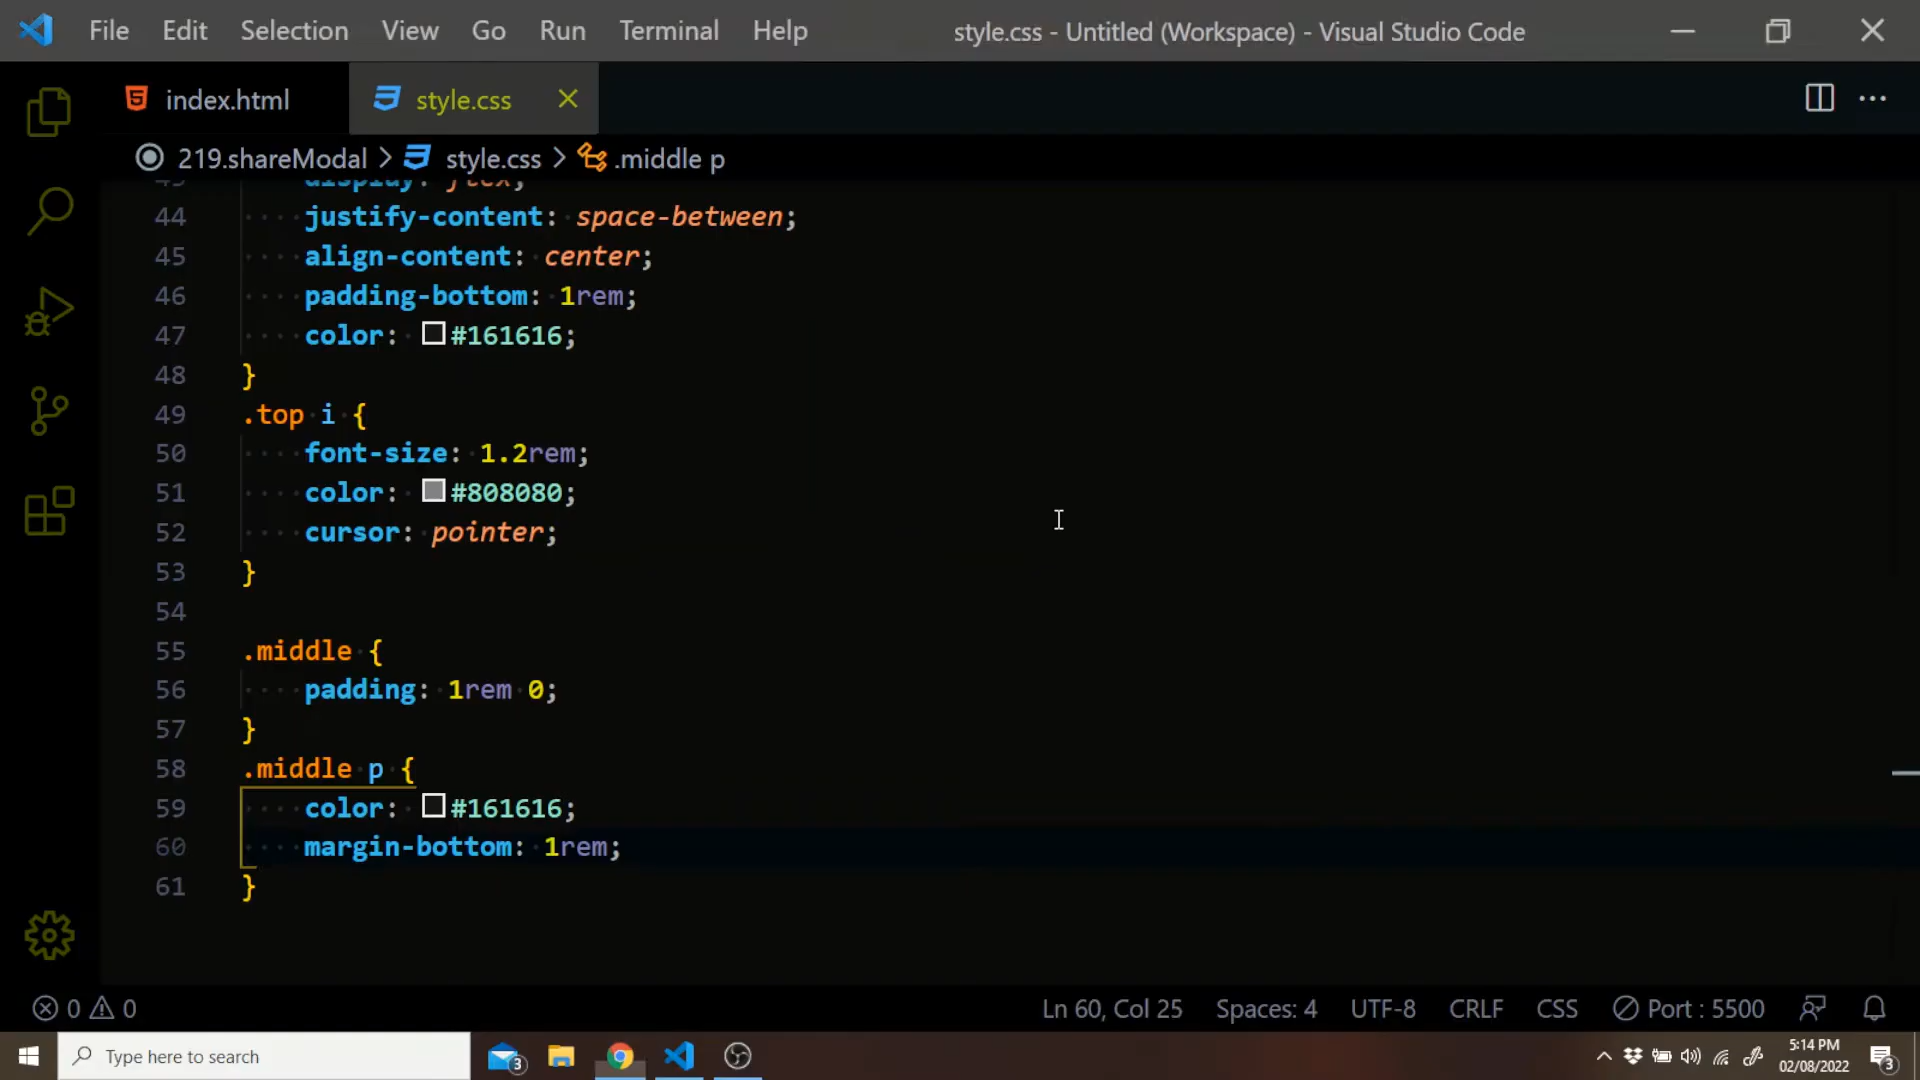 File Edit Selection View Go Run Terminal Help style.css - Untitled (Workspace) - Visual Studio Code
index.html style.css
219.shareModal > style.css > .middle p
43 display: flex;
44 justify-content: space-between;
45 align-content: center;
46 padding-bottom: 1rem;
47 color: #161616;
48 }
49 .top i {
50 font-size: 1.2rem;
51 color: #808080;
52 cursor: pointer;
53 }
54
55 .middle {
56 padding: 1rem 0;
57 }
58 .middle p {
59 color: #161616;
60 margin-bottom: 1rem;
61 }
0 0 Ln 60, Col 25 Spaces: 4 UTF-8 CRLF CSS Port : 5500
Type here to search 3 5:14 PM
02/08/2022 3